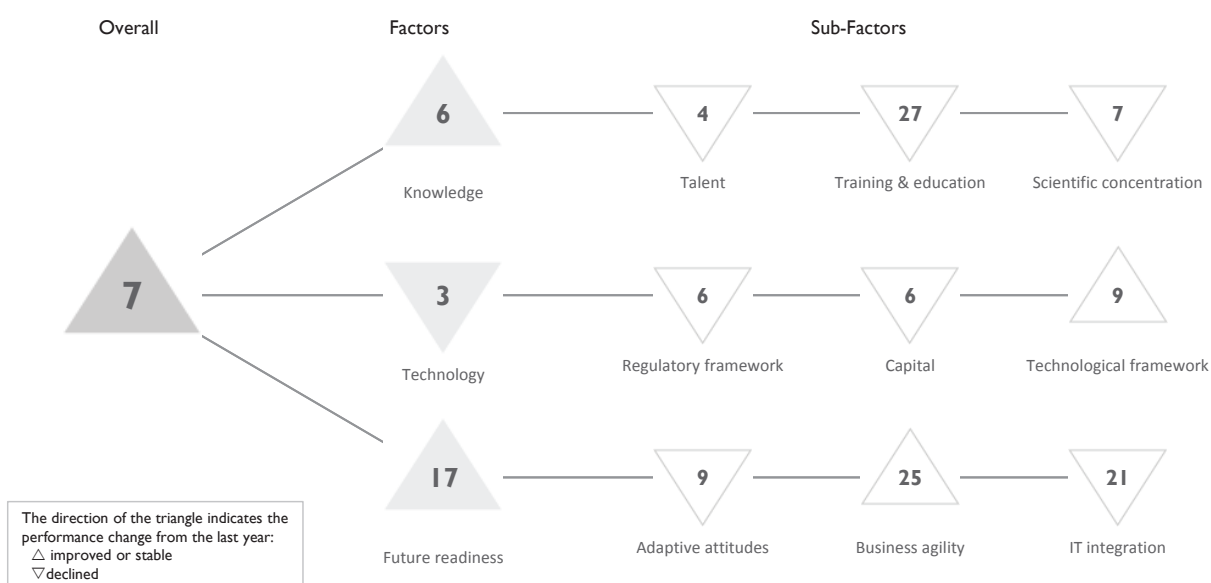 Overall
Factors
Sub-Factors
6
4
27
7
Knowledge
Talent
Training & education
Scientific concentration
7
3
6
6
9
Technology
Regulatory framework
Capital
Technological framework
17
9
25
21
Future readiness
Adaptive attitudes
Business agility
IT integration
The direction of the triangle indicates the
performance change from the last year:
△ improved or stable
▽ declined